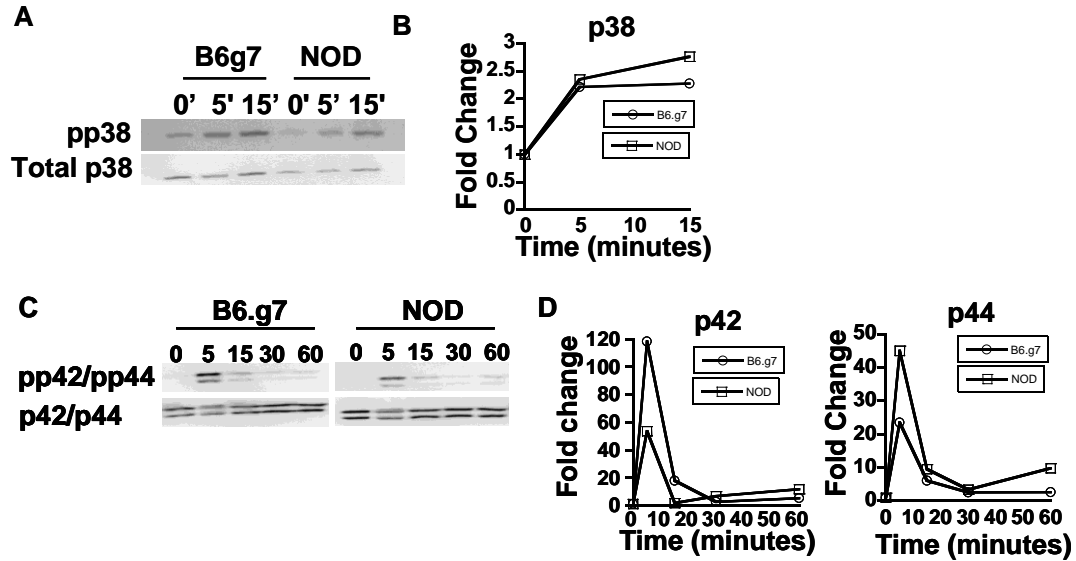 A
B6g7 NOD
0’ 5' 15’ 0' 5’ 15'
pp38
Total p38
B
p38
Fold Change
3
2.5
2
1.5
1
0.5
0
B6.g7
NOD
0 5 10 15
Time (minutes)
C
B6.g7 NOD
0 5 15 30 60 0 5 15 30 60
pp42/pp44
p42/p44
D
p42
Fold change
120
100
80
60
40
20
0
B6.g7
NOD
0 10 20 30 40 50 60
Time (minutes)
p44
Fold Change
50
40
30
20
10
0
B6.g7
NOD
0 10 20 30 40 50 60
Time (minutes)